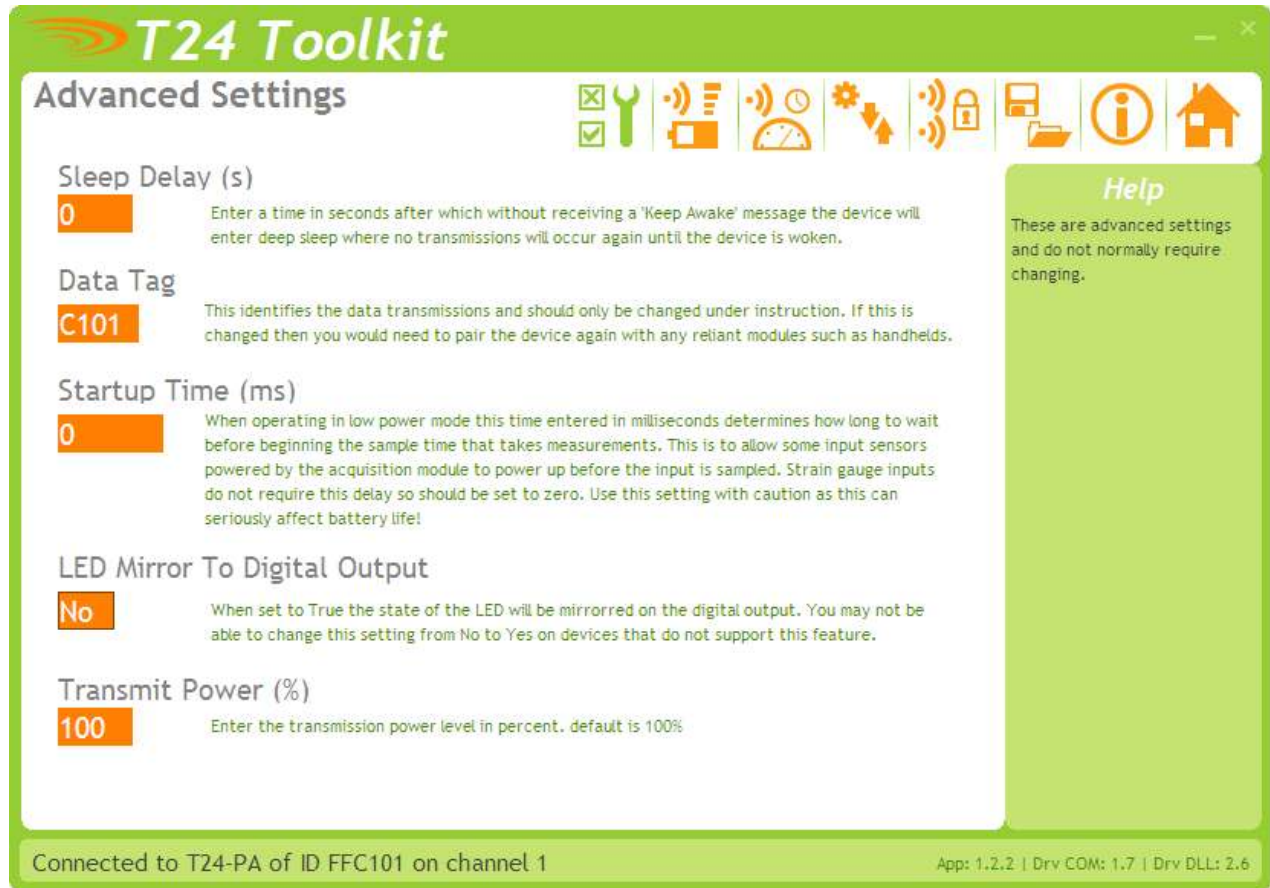 T24 Toolkit
Advanced Settings
Sleep Delay (s)
0
Enter a time in seconds after which without receiving a 'Keep Awake' message the device will
enter deep sleep where no transmissions will occur again until the device is woken.
Data Tag
C101
This identifies the data transmissions and should only be changed under instruction. If this is
changed then you would need to pair the device again with any reliant modules such as handhelds.
Startup Time (ms)
0
When operating in low power mode this time entered in milliseconds determines how long to wait
before beginning the sample time that takes measurements. This is to allow some input sensors
powered by the acquisition module to power up before the input is sampled. Strain gauge inputs
do not require this delay so should be set to zero. Use this setting with caution as this can
seriously affect battery life!
LED Mirror To Digital Output
No
When set to True the state of the LED will be mirrorred on the digital output. You may not be
able to change this setting from No to Yes on devices that do not support this feature.
Transmit Power (%)
100
Enter the transmission power level in percent. default is 100%
Help
These are advanced settings
and do not normally require
changing.
Connected to T24-PA of ID FFC101 on channel 1
App: 1.2.2 | Drv COM: 1.7 | Drv DLL: 2.6